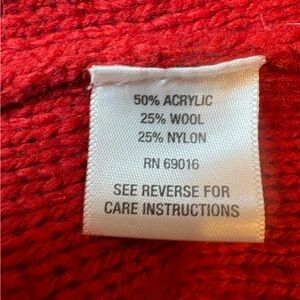 50% ACRYLIC
25% WOOL
25% NYLON
RN 69016
SEE REVERSE FOR
CARE INSTRUCTIONS